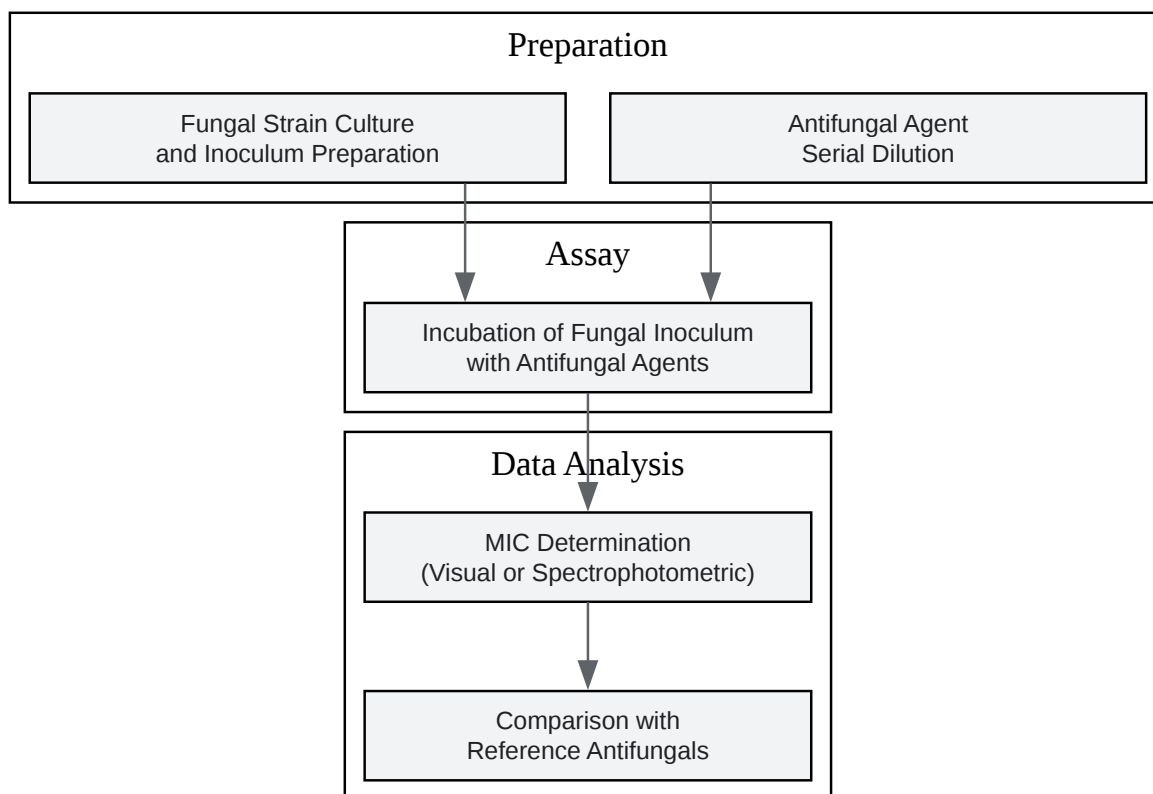 Preparation
Fungal Strain Culture
and Inoculum Preparation
Antifungal Agent
Serial Dilution
Assay
Incubation of Fungal Inoculum
with Antifungal Agents
Data Analysis
MIC Determination
(Visual or Spectrophotometric)
Comparison with
Reference Antifungals